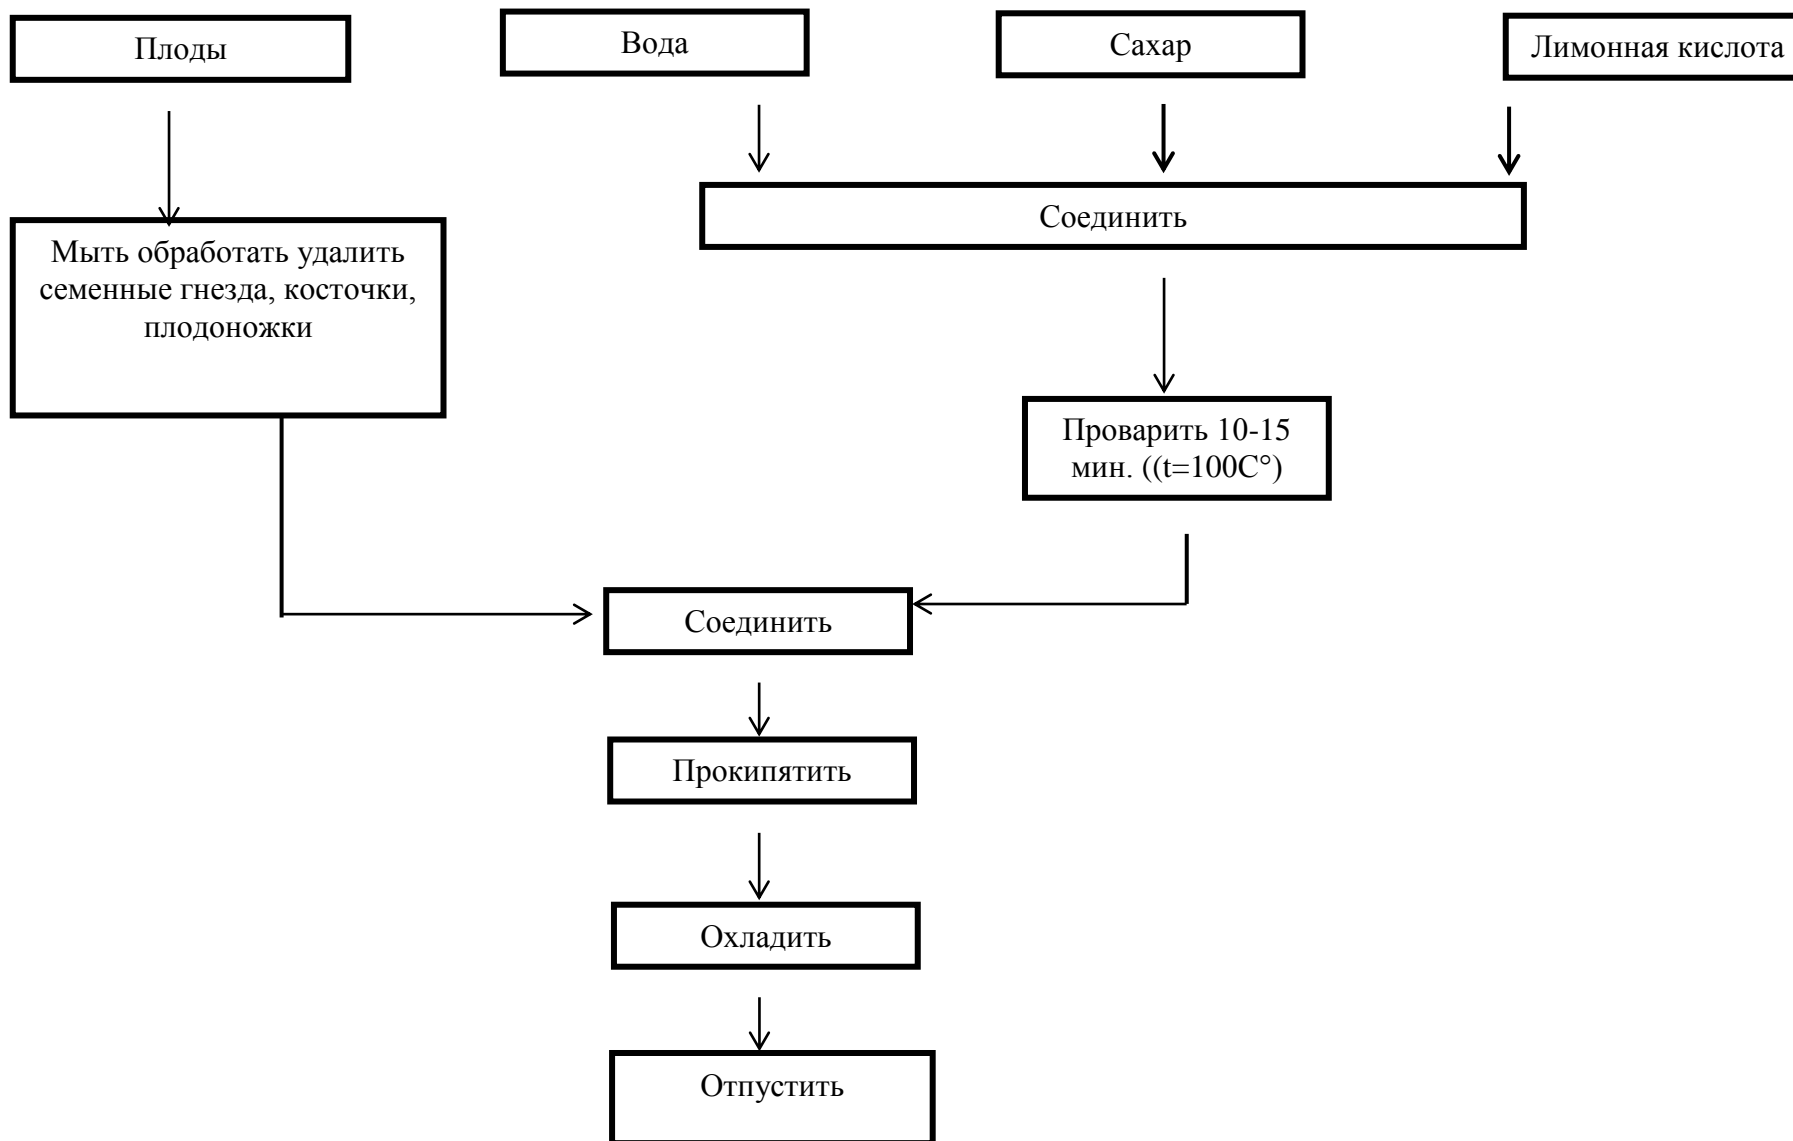 Плоды
Вода
Сахар
Лимонная кислота
Соединить
Мыть обработать удалить
семенные гнезда, косточки,
плодоножки
Проварить 10-15
мин. ((t=100C°)
Соединить
Прокипятить
Охладить
Отпустить